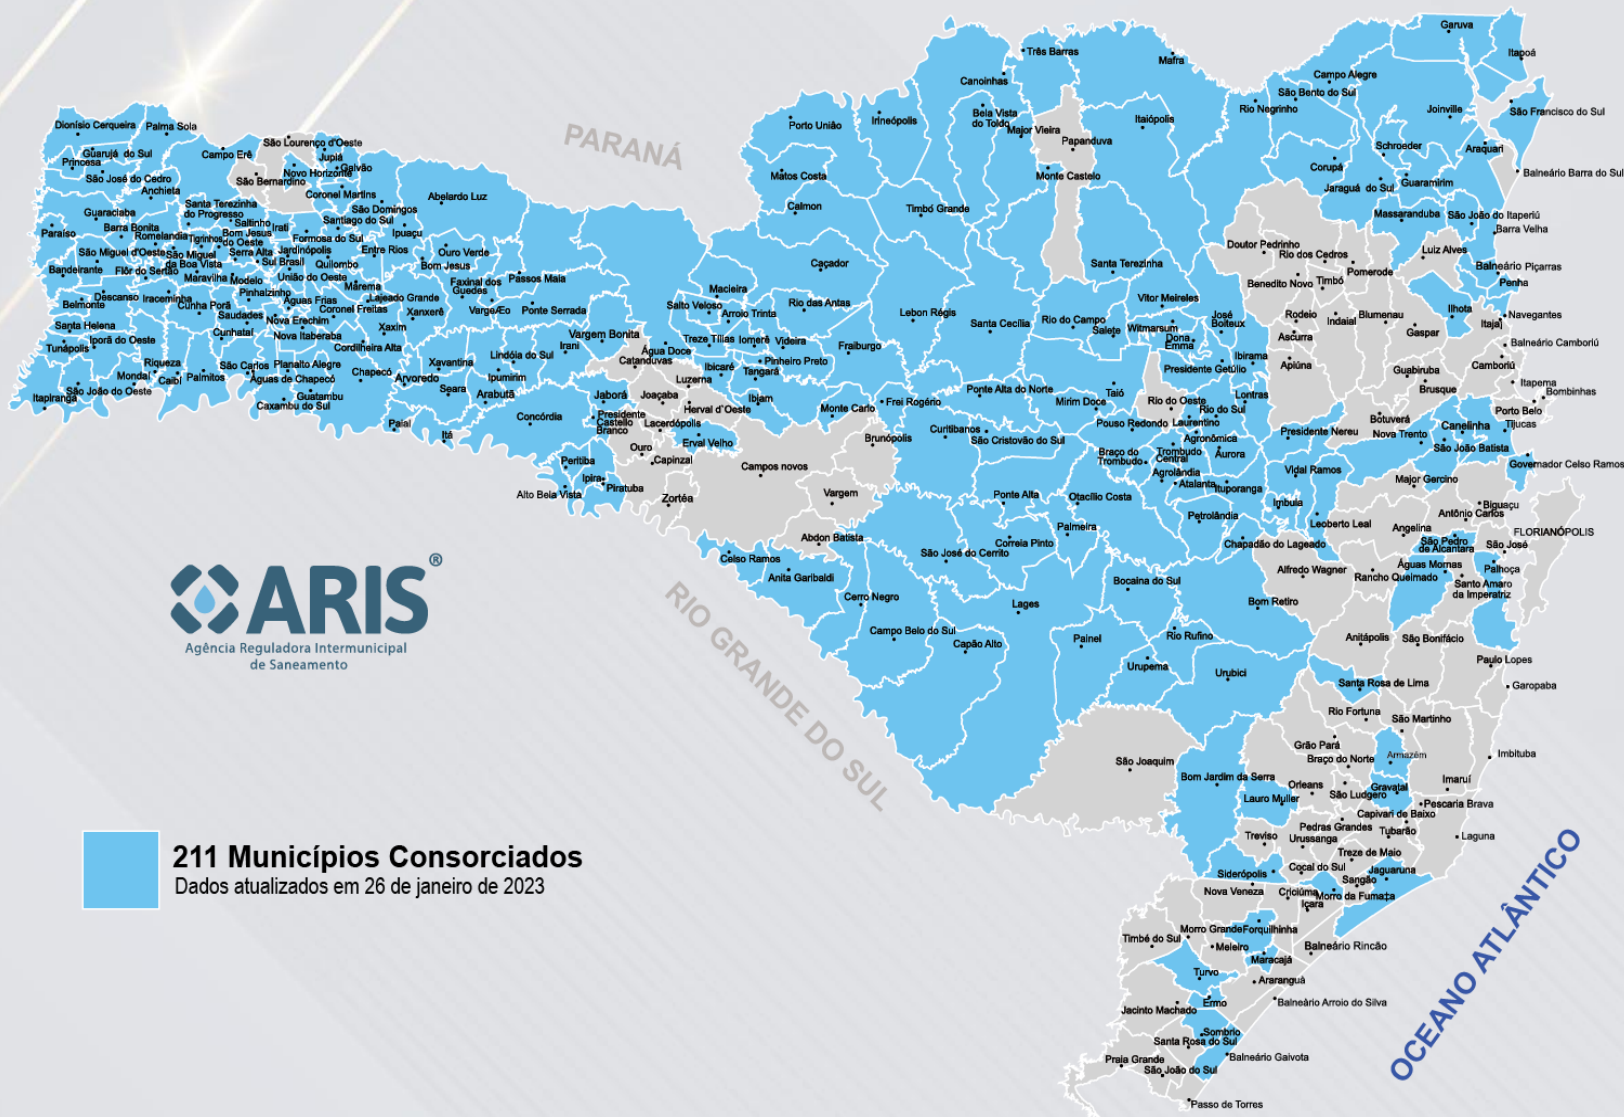 PARANÁ
RIO GRANDE DO SUL
OCEANO ATLÂNTICO
ARIS®
Agência Reguladora Intermunicipal
de Saneamento
211 Municípios Consorciados
Dados atualizados em 26 de janeiro de 2023
Dionísio Cerqueira
Palma Sola
Guarujá do Sul
Princesa
São José do Cedro
Anchieta
Campo Erê
São Lourenço d'Oeste
Jupiá
Galvão
Novo Horizonte
São Bernardino
Coronel Martins
São Domingos
Abelardo Luz
Guaraciaba
Santa Terezinha
do Progresso
Saltinho
Santiago do Sul
Paraíso
Barra Bonita
Romelandia
Tigrinhos
Bom Jesus
do Oeste
Irati
Formosa do Sul
Ipuaçu
São Miguel d'Oeste
São Miguel
da Boa Vista
Serra Alta
Jardinópolis
Sul Brasil
Quilombo
Entre Rios
Ouro Verde
Bom Jesus
Bandeirante
Flôr do Sertão
Maravilha
Modelo
União do Oeste
Marema
Faxinal dos
Guedes
Passos Maia
Belmonte
Descanso
Iraceminha
Cunha Porã
Pinhalzinho
Águas Frias
Coronel Freitas
Lajeado Grande
Xanxerê
VargeÆo
Ponte Serrada
Santa Helena
Saudades
Nova Erechim
Nova Itaberaba
Xaxim
Tunápolis
Iporã do Oeste
Cunhataí
Cordilheira Alta
Vargem Bonita
Irani
Riqueza
Mondaí
Caibí
Palmitos
São Carlos
Planalto Alegre
Águas de Chapecó
Chapecó
Xavantina
Lindóia do Sul
Arvoredo
Seara
Ipumirim
Arabutã
Itapiranga
São João do Oeste
Guatambu
Caxambu do Sul
Paial
Itá
Concórdia
Peritiba
Alto Bela Vista
Ipira
Piratuba
Jaborá
Presidente
Castello
Branco
Ouro
Capinzal
Zortéa
Catanduvas
Água Doce
Joaçaba
Luzerna
Herval d'Oeste
Lacerdópolis
Erval Velho
Macieira
Salto Veloso
Arroio Trinta
Treze Tílias
Iomerê
Videira
Ibicaré
Pinheiro Preto
Tangará
Ibjam
Rio das Antas
Fraiburgo
Monte Carlo
Frei Rogério
Brunópolis
Campos novos
Vargem
Abdon Batista
Celso Ramos
Anita Garibaldi
Cerro Negro
Campo Belo do Sul
Capão Alto
Caçador
Calmon
Matos Costa
Porto União
Irineópolis
Timbó Grande
Lebon Régis
Santa Cecília
Canoinhas
Três Barras
Bela Vista
do Toldo
Major Vieira
Papanduva
Monte Castelo
Mafra
Itaiópolis
Santa Terezinha
Rio do Campo
Salete
Vitor Meireles
Witmarsum
José
Boiteux
Dona
Emma
Presidente Getúlio
Ibirama
Ponte Alta do Norte
Mirim Doce
Taió
Rio do Oeste
Lontras
Rio do Sul
Laurentino
Pouso Redondo
Curitibanos
São Cristovão do Sul
Agronômica
Trombudo
Central
Aurora
Braço do
Trombudo
Agrolândia
Atalanta
Ituporanga
Presidente Nereu
Vidal Ramos
Imbuia
Ponte Alta
Otacílio Costa
Petrolândia
Leoberto Leal
Chapadão do Lageado
Palmeira
Correia Pinto
São José do Cerrito
Lages
Bocaina do Sul
Alfredo Wagner
Bom Retiro
Painel
Rio Rufino
Urupema
Urubici
São Joaquim
Bom Jardim da Serra
Garuva
Itapoá
Campo Alegre
São Bento do Sul
Rio Negrinho
Joinville
São Francisco do Sul
Schroeder
Araquari
Corupá
Jaraguá do Sul
Guaramirim
Balneário Barra do Sul
Massaranduba
São João do Itaperiú
Barra Velha
Doutor Pedrinho
Rio dos Cedros
Luiz Alves
Pomerode
Benedito Novo
Timbó
Balneário Piçarras
Penha
Rodeio
Indaial
Blumenau
Ilhota
Gaspar
Navegantes
Itajaí
Ascurra
Apiúna
Balneário Camboriú
Camboriú
Guabiruba
Brusque
Itapema
Bombinhas
Porto Belo
Botuverá
Nova Trento
Canelinha
Tijucas
São João Batista
Governador Celso Ramos
Major Gercino
Biguaçu
Antônio Carlos
Angelina
FLORIANÓPOLIS
São Pedro
de Alcantara
São José
Águas Mornas
Palhoça
Rancho Queimado
Santo Amaro
da Imperatriz
Anitápolis
São Bonifácio
Paulo Lopes
Garopaba
Santa Rosa de Lima
Rio Fortuna
São Martinho
Grão Pará
Braço do Norte
Armazém
Imbituba
Imaruí
Orleans
São Ludgero
Gravatal
Lauro Muller
Pescaria Brava
Capivari de Baixo
Pedras Grandes
Tubarão
Laguna
Treviso
Urussanga
Treze de Maio
Siderópolis
Cocal do Sul
Jaguaruna
Sangão
Nova Veneza
Criciúma
Morro da Fuma‡a
Içara
Morro Grande
Forquilhinha
Timbé do Sul
Meleiro
Balneário Rincão
Maracajá
Turvo
Araranguá
Ermo
Balneário Arroio do Silva
Jacinto Machado
Sombrio
Santa Rosa do Sul
Praia Grande
Balneário Gaivota
São João do Sul
Passo de Torres